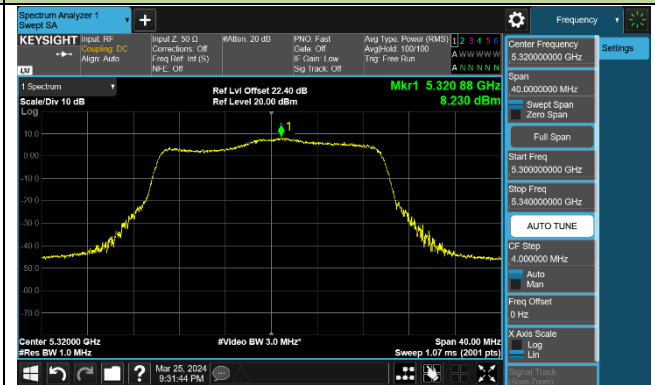 Spectrum Analyzer 1
Swept SA
+
Frequency
KEYSIGHT
Input: RF
Coupling: DC
Align: Auto
Input Z: 50 Ω
Corrections: Off
Freq Ref: Int (S)
NFE: Off
#Atten: 20 dB
PNO: Fast
Gate: Off
IF Gain: Low
Sig Track: Off
Avg Type: Power (RMS)
Avg|Hold: 100/100
Trig: Free Run
1 2 3 4 5 6
A W W W W W
A N N N N N
LXI
1 Spectrum
Scale/Div 10 dB
Log
Ref Lvl Offset 22.40 dB
Ref Level 20.00 dBm
Mkr1 5.320 88 GHz
8.230 dBm
1
10.0
0.00
-10.0
-20.0
-30.0
-40.0
-50.0
-60.0
-70.0
Center 5.32000 GHz
#Res BW 1.0 MHz
#Video BW 3.0 MHz*
Span 40.00 MHz
Sweep 1.07 ms (2001 pts)
Center Frequency
5.320000000 GHz
Settings
Span
40.0000000 MHz
Swept Span
Zero Span
Full Span
Start Freq
5.300000000 GHz
Stop Freq
5.340000000 GHz
AUTO TUNE
CF Step
4.000000 MHz
Auto
Man
Freq Offset
0 Hz
X Axis Scale
Log
Lin
Signal Track
(Span Zoom)
?
Mar 25, 2024
9:31:44 PM